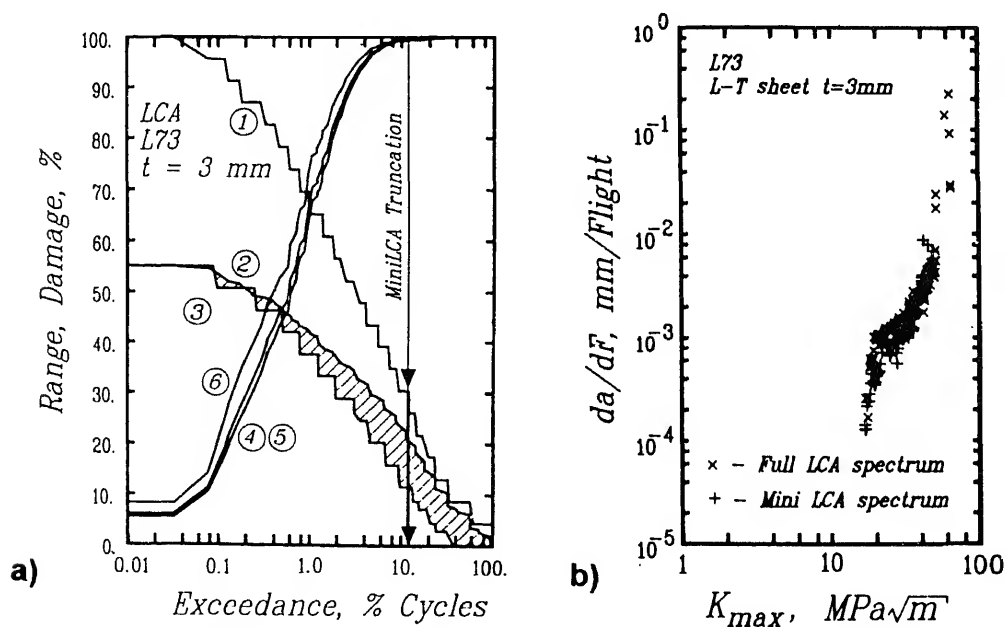 100.
90.
80.
70.
60.
50.
40.
30.
20.
10.
0.
Range, Damage, %
LCA
L73
t = 3 mm
1
2
3
6
4 5
MiniLCA Truncation
0.01 0.1 1.0 10. 100.
Exceedance, % Cycles
a)
10^0
10^-1
10^-2
10^-3
10^-4
10^-5
da/dF, mm/Flight
L73
L-T sheet t=3mm
× - Full LCA spectrum
+ - Mini LCA spectrum
1 10 100
K_max, MPa√m
b)